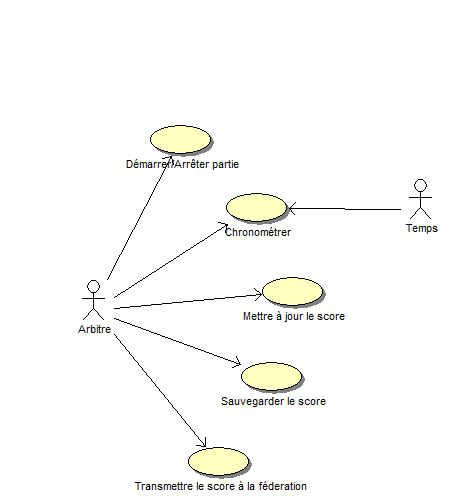 Démarrer/Arrêter partie
Chronométrer
Temps
Mettre à jour le score
Arbitre
Sauvegarder le score
Transmettre le score à la féderation